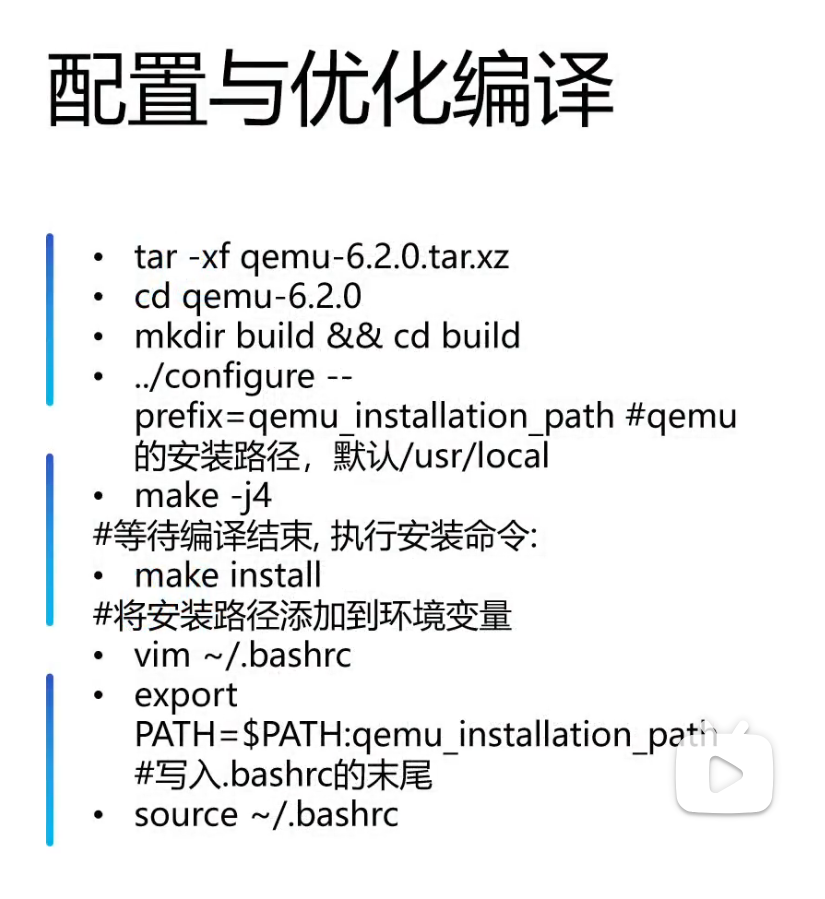 配置与优化编译
• tar -xf qemu-6.2.0.tar.xz
• cd qemu-6.2.0
• mkdir build && cd build
• ../configure --
prefix=qemu_installation_path #qemu
的安装路径，默认/usr/local
• make -j4
#等待编译结束, 执行安装命令:
• make install
#将安装路径添加到环境变量
• vim ~/.bashrc
• export
PATH=$PATH:qemu_installation_path
#写入.bashrc的末尾
• source ~/.bashrc